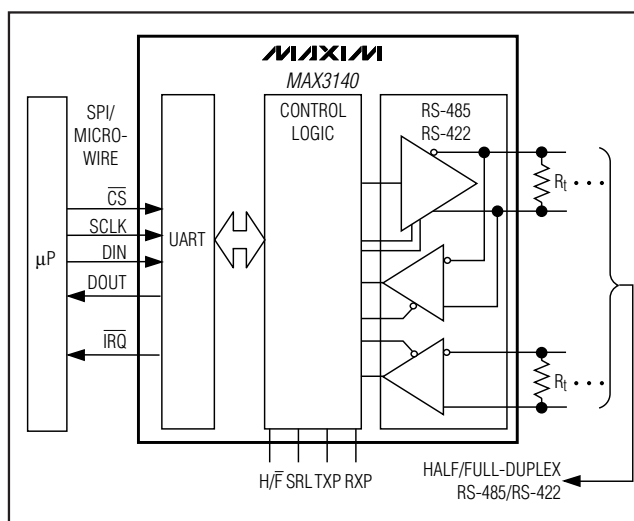 MAXIM
MAX3140
SPI/
MICRO-
WIRE
CONTROL
LOGIC
RS-485
RS-422
CS
SCLK
DIN
DOUT
IRQ
μP
UART
Rt
Rt
H/F SRL TXP RXP
HALF/FULL-DUPLEX
RS-485/RS-422